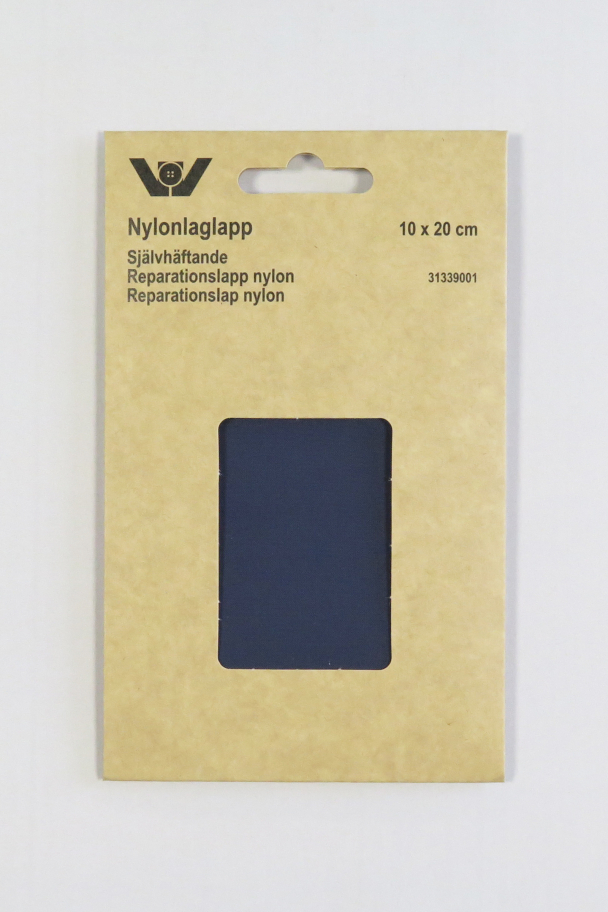 Nylonlaglapp 10 x 20 cm
Självhäftande
Reparationslapp nylon 31339001
Reparationslap nylon